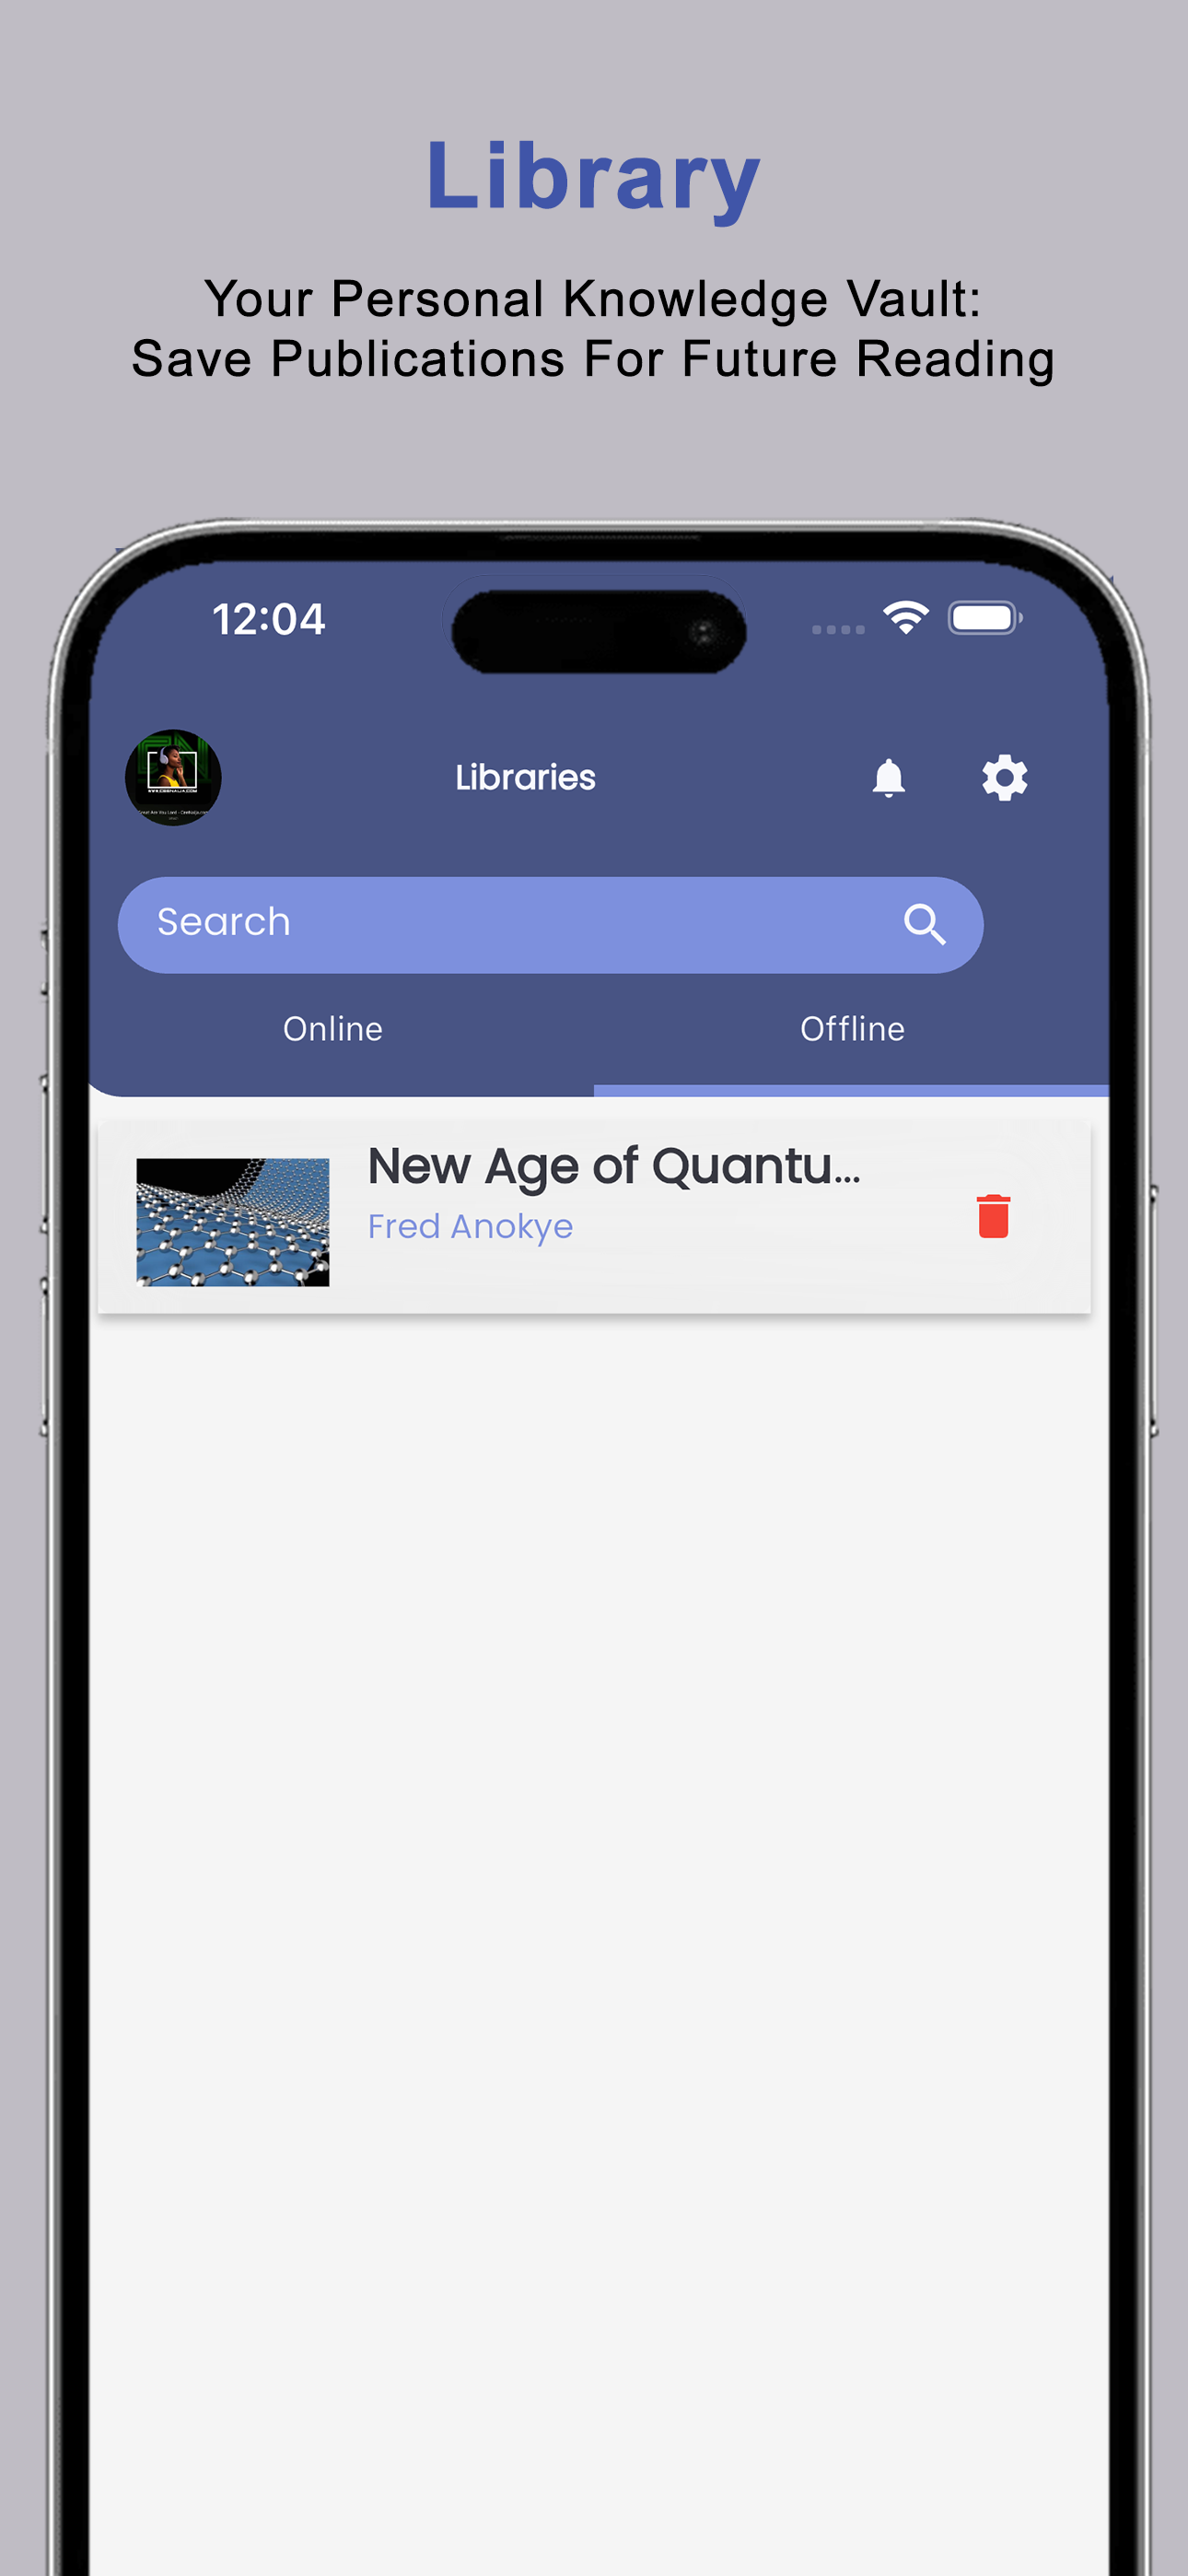 Library
Your Personal Knowledge Vault:
Save Publications For Future Reading
12:04
Libraries
Search
Online
Offline
New Age of Quantu...
Fred Anokye